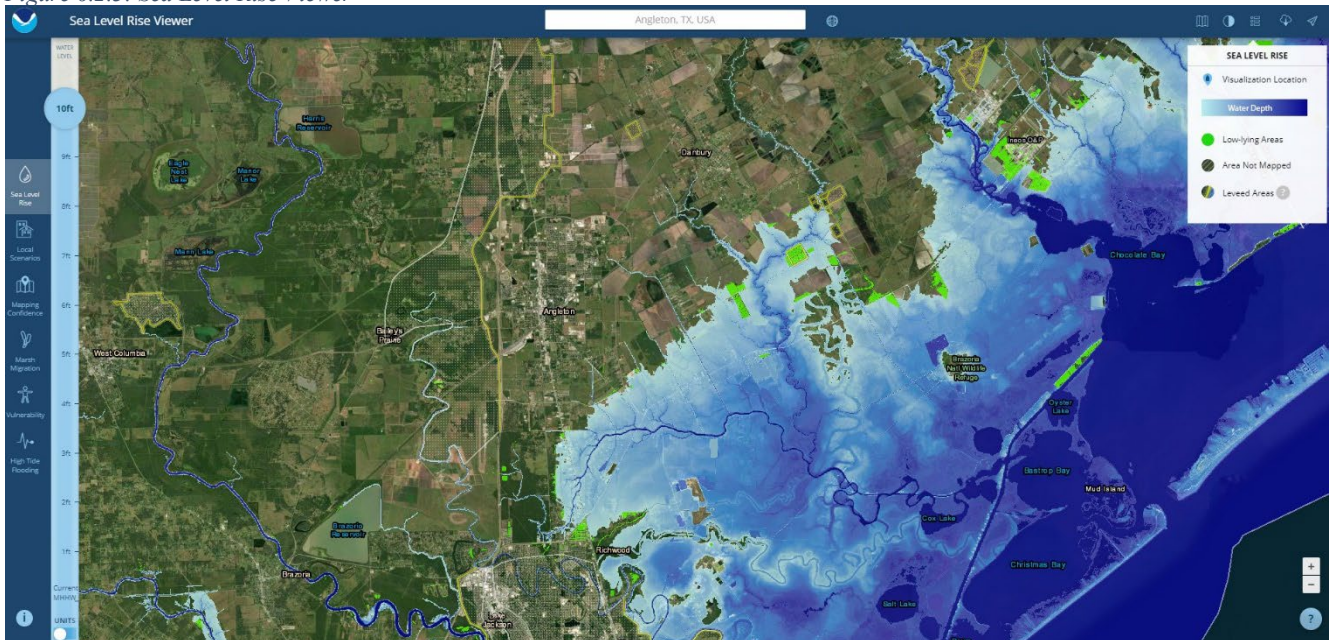 Sea Level Rise Viewer
Angleton, TX, USA
WATER
LEVEL
10ft
9ft
8ft
7ft
6ft
5ft
4ft
3ft
2ft
1ft
Current
MHHW
UNITS
Sea Level
Rise
Local
Scenarios
Mapping
Confidence
Marsh
Migration
Vulnerability
High Tide
Flooding
SEA LEVEL RISE
Visualization Location
Water Depth
Low-lying Areas
Area Not Mapped
Leveed Areas ?
Harris
Reservoir
Eagle
Nest
Lake
Manor
Lake
Danbury
Ineos O&P
Chocolate Bay
Angleton
Baileys
Prairie
West Columbia
Brazoria
Natl Wildlife
Refuge
Oyster
Lake
Bastrop Bay
Mud Island
Cox Lake
Christmas Bay
Salt Lake
Brazoria
Reservoir
Brazoria
Richwood
Lake
Jackson
+
−
i
?